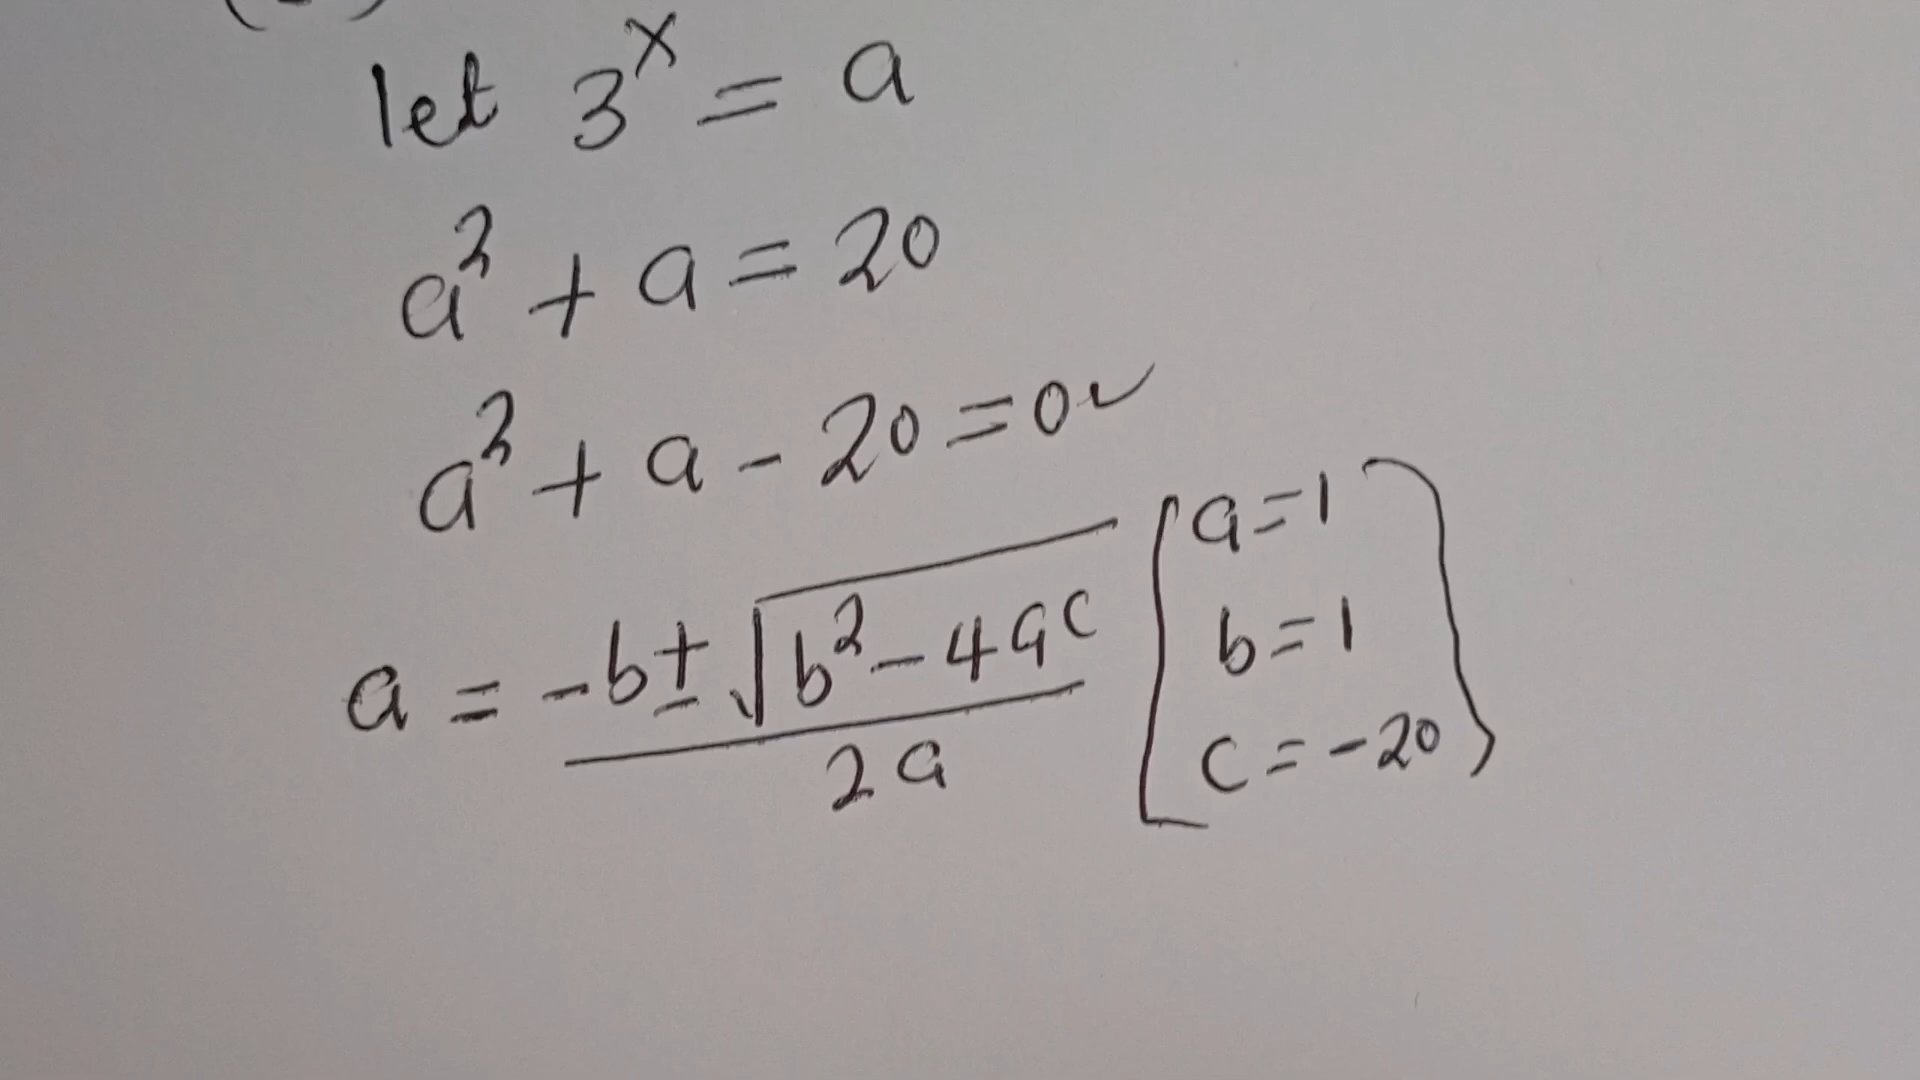 let 3^x = a
a² + a = 20
a² + a - 20 = 0
a = (-b ± √(b² - 4ac)) / 2a [a = 1
b = 1
c = -20)